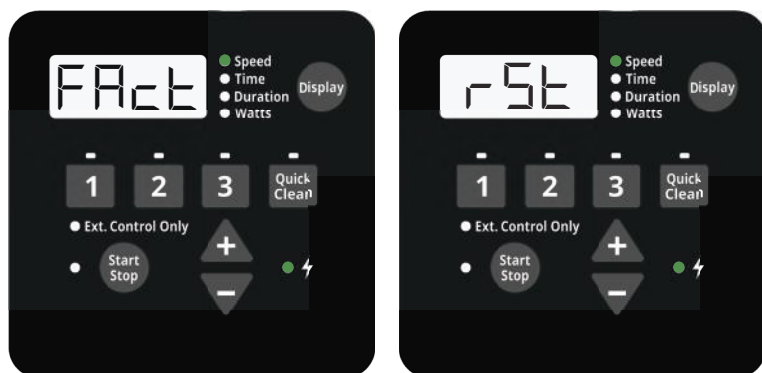 FAct
Speed
Time
Duration
Watts
Display
1 2 3 Quick Clean
Ext. Control Only
Start Stop
+
-
rSt
Speed
Time
Duration
Watts
Display
1 2 3 Quick Clean
Ext. Control Only
Start Stop
+
-